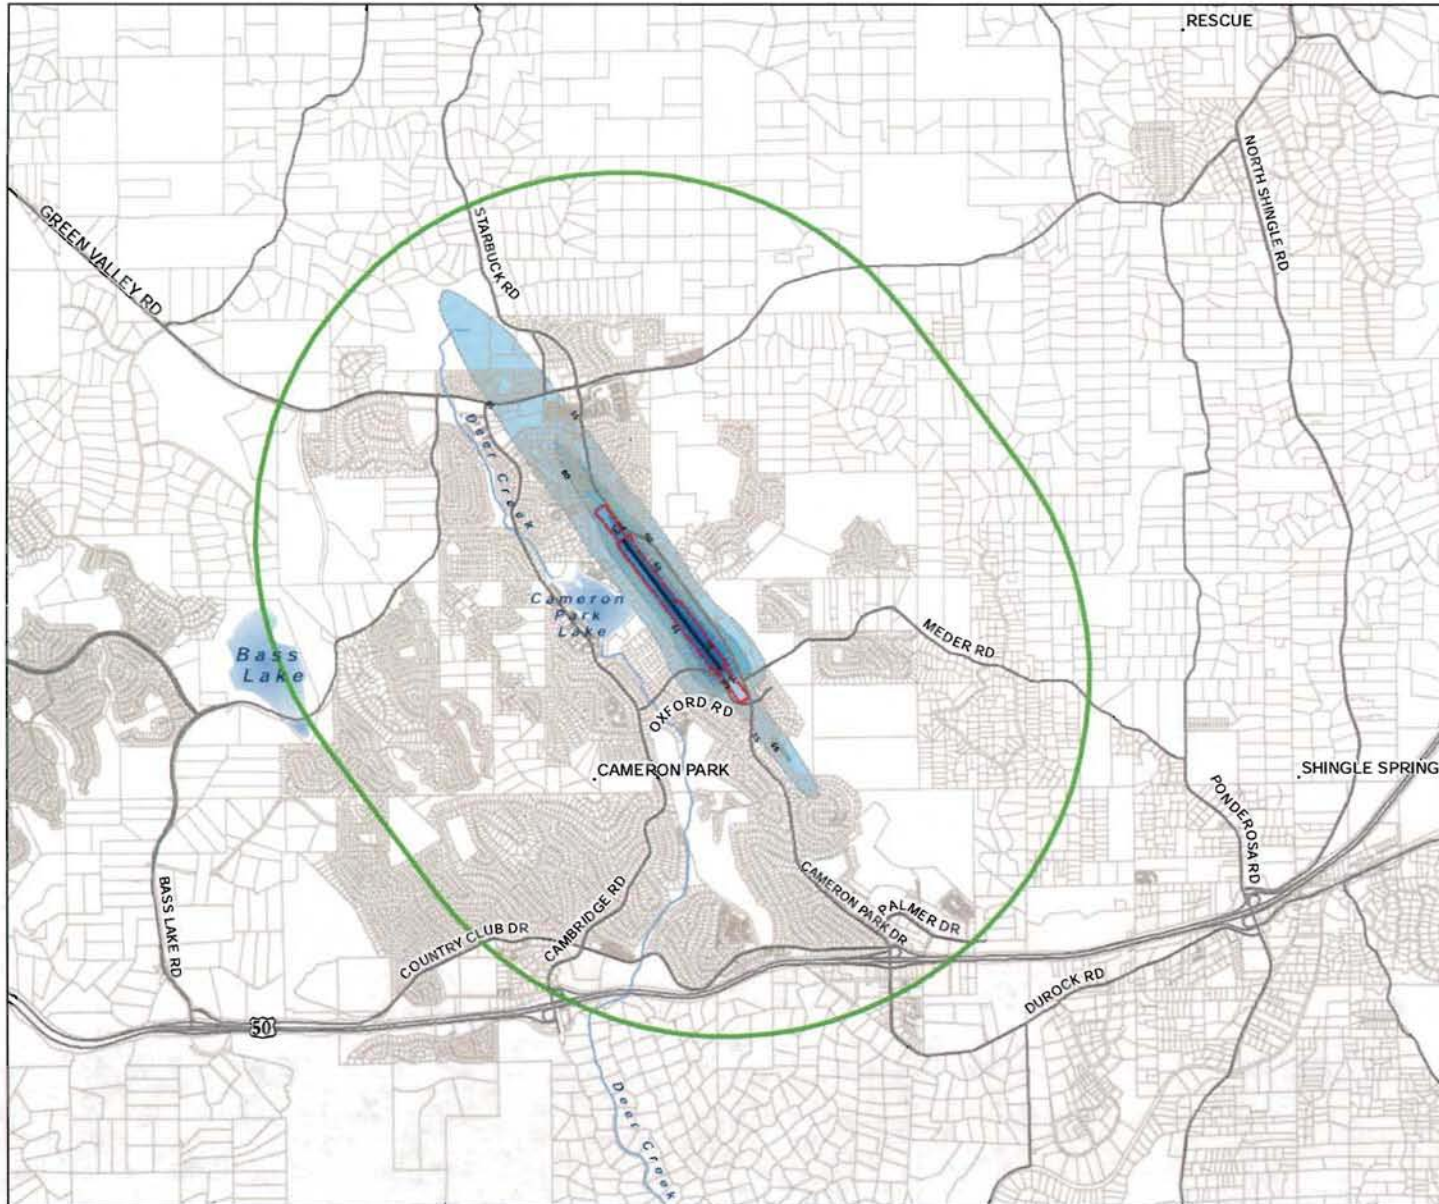 RESCUE
NORTH SHINGLE RD
STARBUCK RD
GREEN VALLEY RD
55
Deer Creek
60
Cameron
Park
Lake
MEDER RD
Bass
Lake
OXFORD RD
CAMERON PARK
SHINGLE SPRING
PONDEROSA RD
BASS LAKE RD
CAMBRIDGE RD
COUNTRY CLUB DR
CAMERON PARK DR
PALMER DR
DUROCK RD
50
Deer Creek